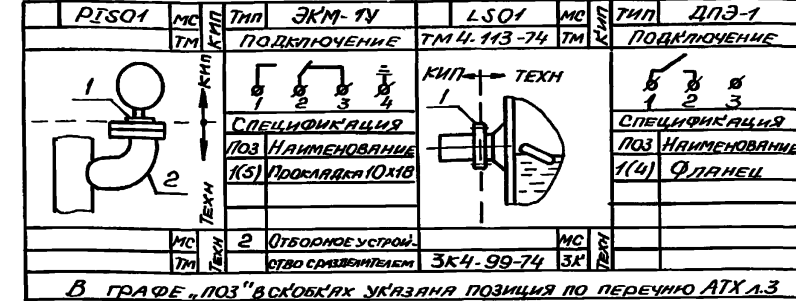 PISO1 МС КИП ТИП ЭКМ-1У LSO1 МС КИП ТИП ДПЭ-1
ТМ ПОДКЛЮЧЕНИЕ ТМ4-113-74 ТМ ПОДКЛЮЧЕНИЕ
КИП ТЕХН
1 КИП 1
1 2 3 4 1 2 3
СПЕЦИФИКАЦИЯ СПЕЦИФИКАЦИЯ
ПОЗ НАИМЕНОВАНИЕ ПОЗ НАИМЕНОВАНИЕ
2 1(5) ПРОКЛАДКА 10х18 1(4) ФЛАНЕЦ
ТЕХН
МС ТЕХН 2 ОТБОРНОЕ УСТРОЙ- МС ТЕХН
ТМ СТВО С РАЗДЕЛИТЕЛЕМ 3К4-99-74 3К
В ГРАФЕ „ПОЗ" В СКОБКАХ УКАЗАНА ПОЗИЦИЯ ПО ПЕРЕЧНЮ АТХ л.3